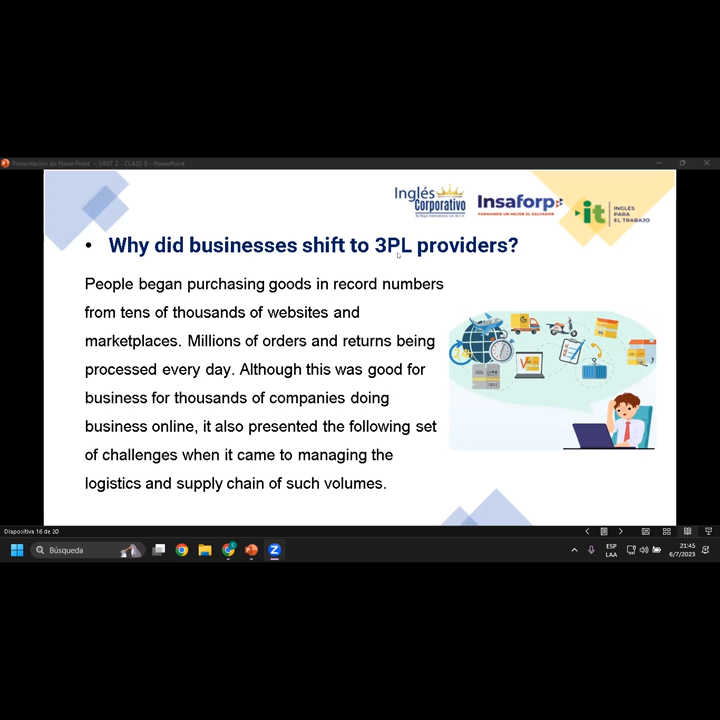 Presentación de PowerPoint - UNIT 2 - CLASS 9 - PowerPoint
Inglés
Corporativo
Insaforp
FORMANDO UN MEJOR EL SALVADOR
it
INGLÉS
PARA
EL TRABAJO
• Why did businesses shift to 3PL providers?
People began purchasing goods in record numbers
from tens of thousands of websites and
marketplaces. Millions of orders and returns being
processed every day. Although this was good for
business for thousands of companies doing
business online, it also presented the following set
of challenges when it came to managing the
logistics and supply chain of such volumes.
Diapositiva 16 de 20
Búsqueda
ESP
LAA
21:45
6/7/2023